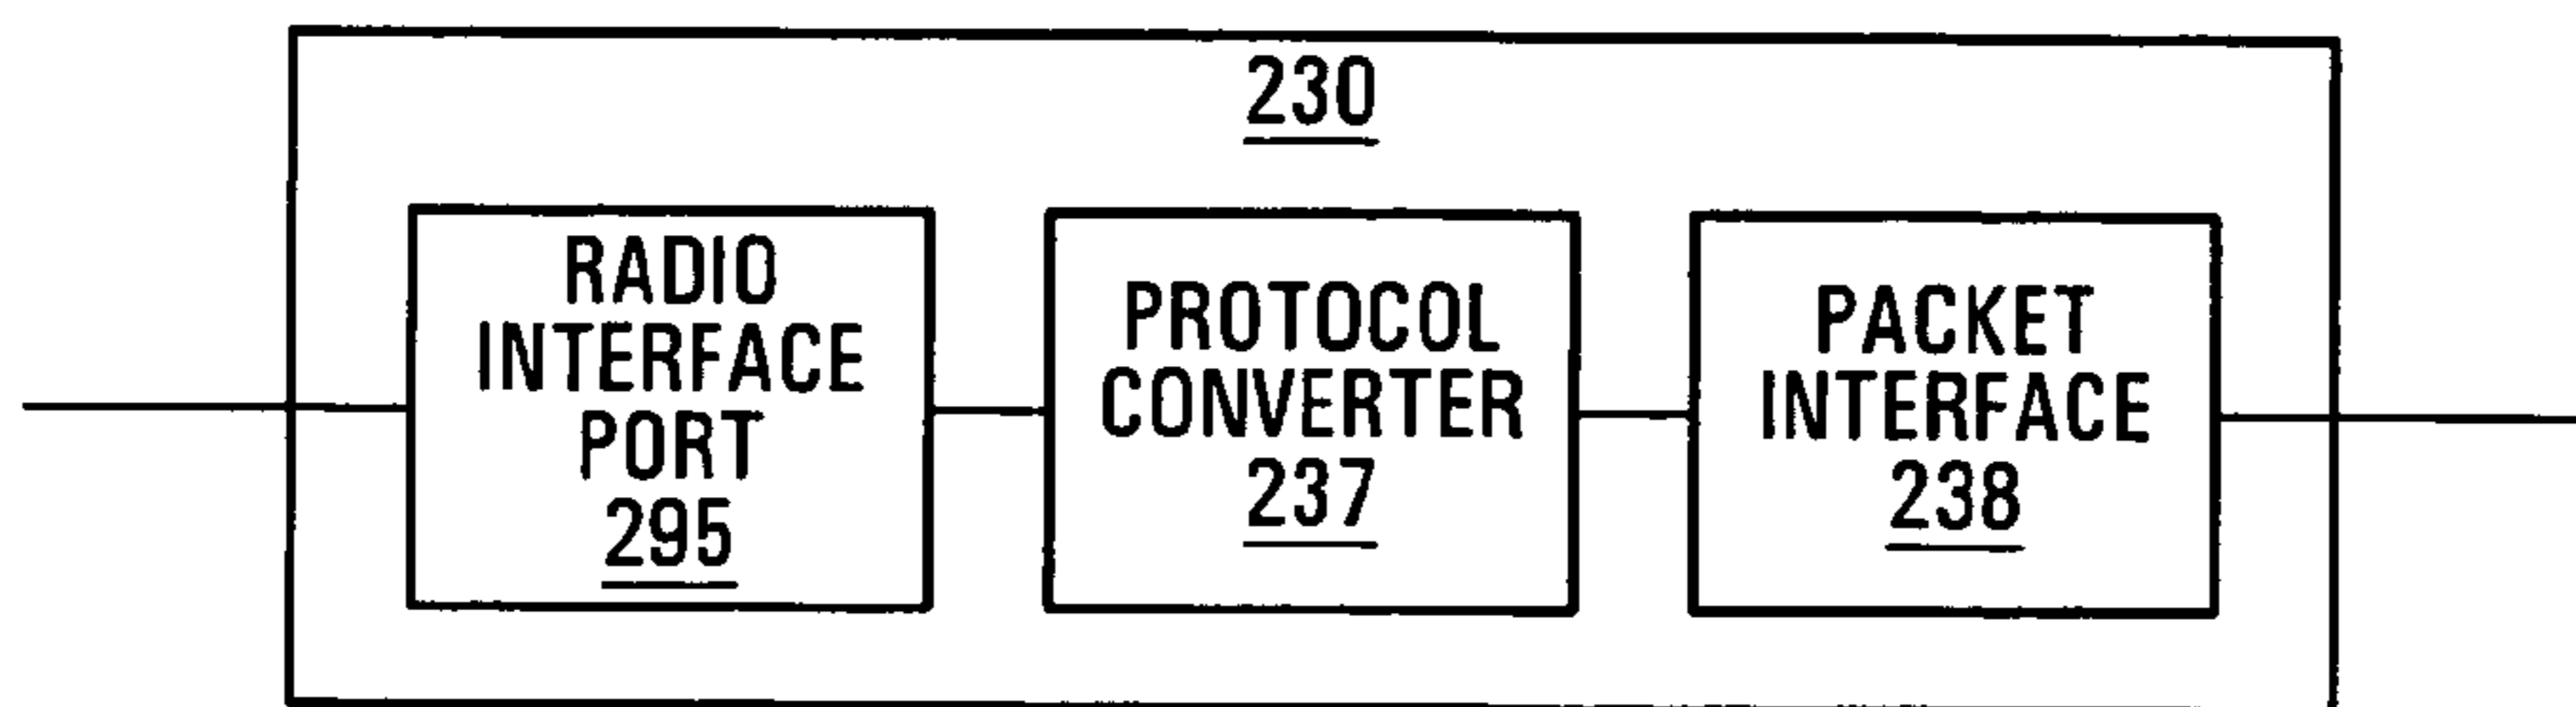 230
RADIO
INTERFACE
PORT
295
PROTOCOL
CONVERTER
237
PACKET
INTERFACE
238